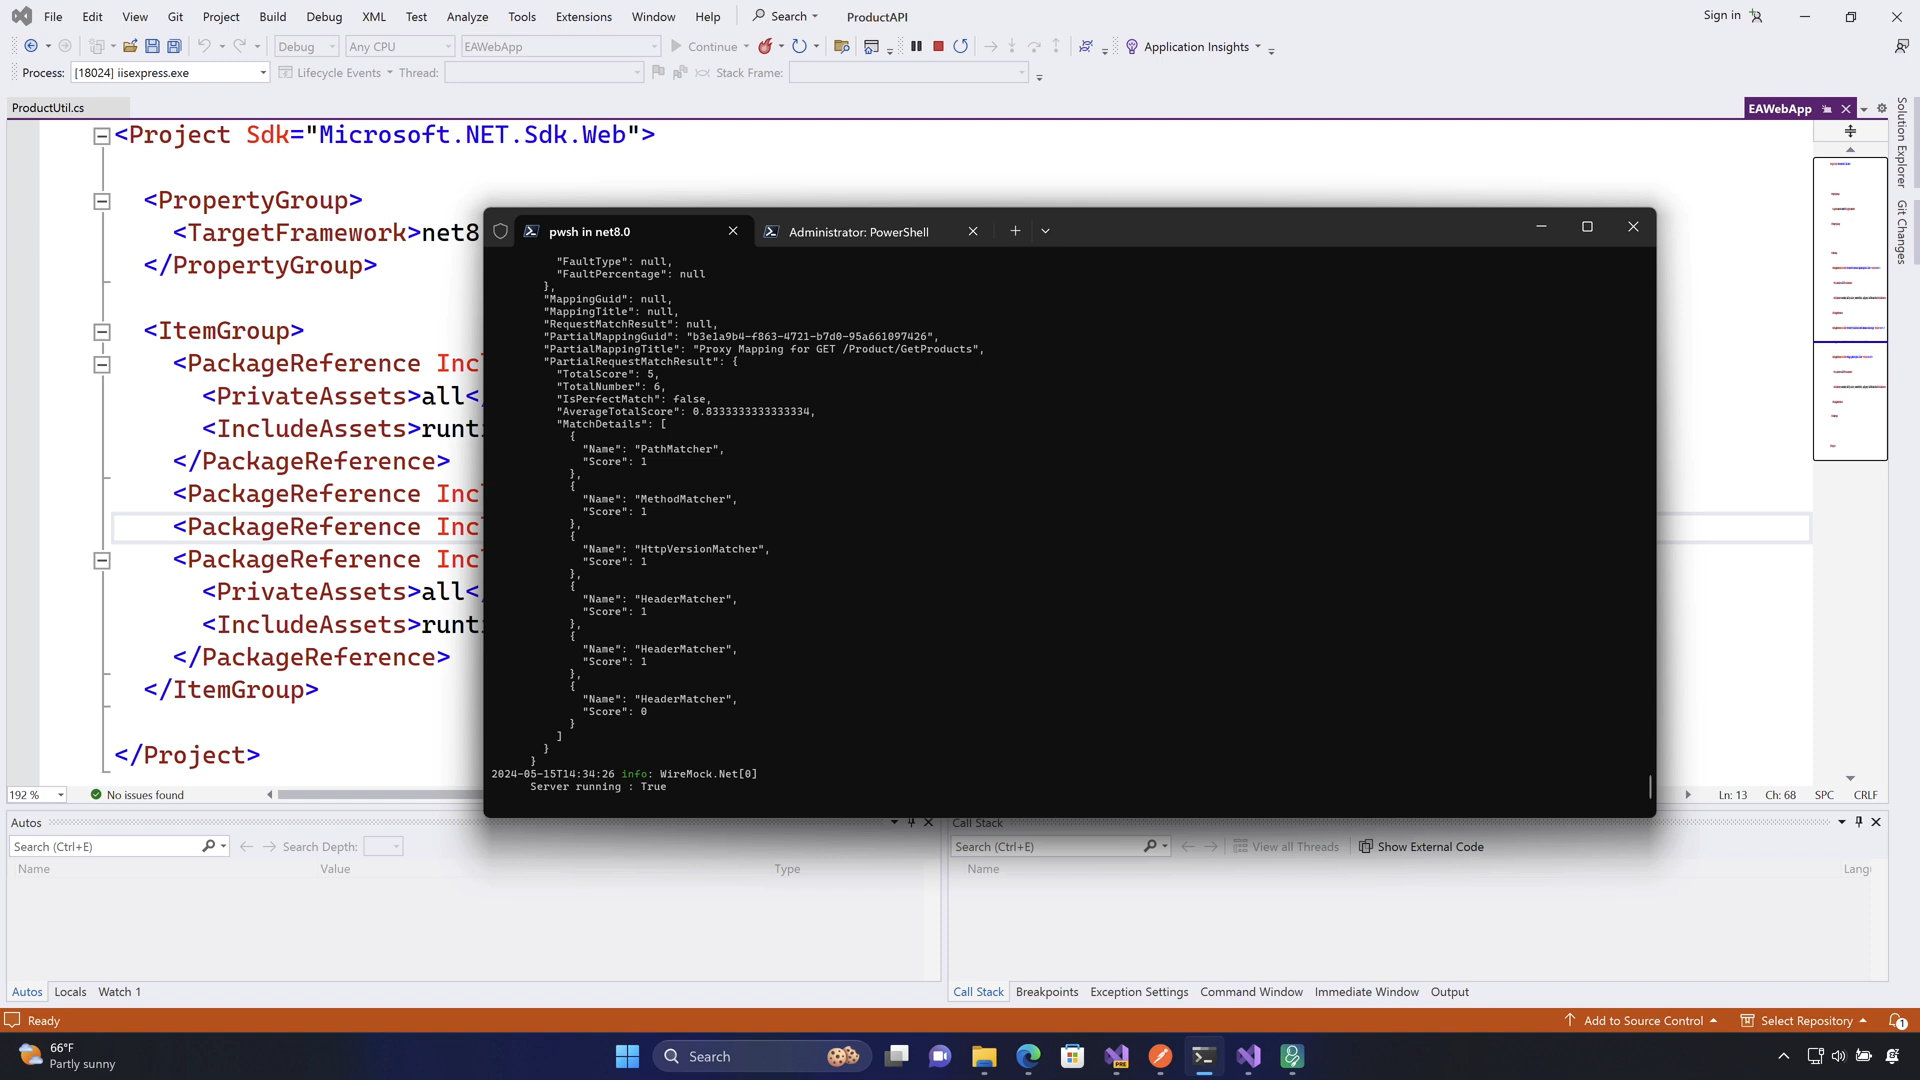 File Edit View Git Project Build Debug XML Test Analyze Tools Extensions Window Help Search ProductAPI Sign in
Debug Any CPU EAWebApp Continue Application Insights
Process: [18024] iisexpress.exe Lifecycle Events Thread: Stack Frame:
ProductUtil.cs EAWebApp
Solution Explorer
Git Changes
<Project Sdk="Microsoft.NET.Sdk.Web">
<PropertyGroup>
<TargetFramework>net8
</PropertyGroup>
<ItemGroup>
<PackageReference Incl
<PrivateAssets>all</
<IncludeAssets>runti
</PackageReference>
<PackageReference Incl
<PackageReference Incl
<PackageReference Incl
<PrivateAssets>all</
<IncludeAssets>runti
</PackageReference>
</ItemGroup>
</Project>
pwsh in net8.0 Administrator: PowerShell
"FaultType": null,
"FaultPercentage": null
},
"MappingGuid": null,
"MappingTitle": null,
"RequestMatchResult": null,
"PartialMappingGuid": "b3e1a9b4-f863-4721-b7d0-95a661097426",
"PartialMappingTitle": "Proxy Mapping for GET /Product/GetProducts",
"PartialRequestMatchResult": {
"TotalScore": 5,
"TotalNumber": 6,
"IsPerfectMatch": false,
"AverageTotalScore": 0.8333333333333334,
"MatchDetails": [
{
"Name": "PathMatcher",
"Score": 1
},
{
"Name": "MethodMatcher",
"Score": 1
},
{
"Name": "HttpVersionMatcher",
"Score": 1
},
{
"Name": "HeaderMatcher",
"Score": 1
},
{
"Name": "HeaderMatcher",
"Score": 1
},
{
"Name": "HeaderMatcher",
"Score": 0
}
]
}
}
2024-05-15T14:34:26 info: WireMock.Net[0]
Server running : True
192 % No issues found Ln: 13 Ch: 68 SPC CRLF
Autos
Search (Ctrl+E) Search Depth:
Name Value Type
Autos Locals Watch 1
Call Stack
Search (Ctrl+E) View all Threads Show External Code
Name Lang
Call Stack Breakpoints Exception Settings Command Window Immediate Window Output
Ready Add to Source Control Select Repository 1
66°F
Partly sunny
Search
PRE